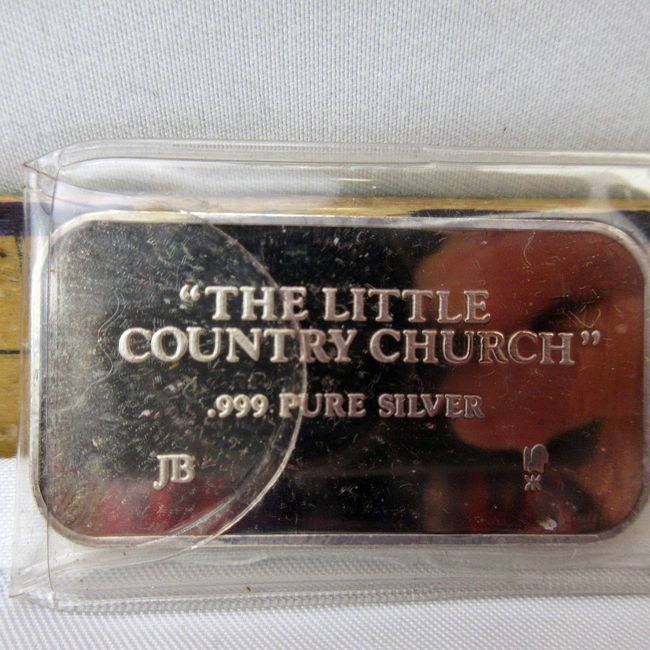 “THE LITTLE
COUNTRY CHURCH”
.999 PURE SILVER
JB